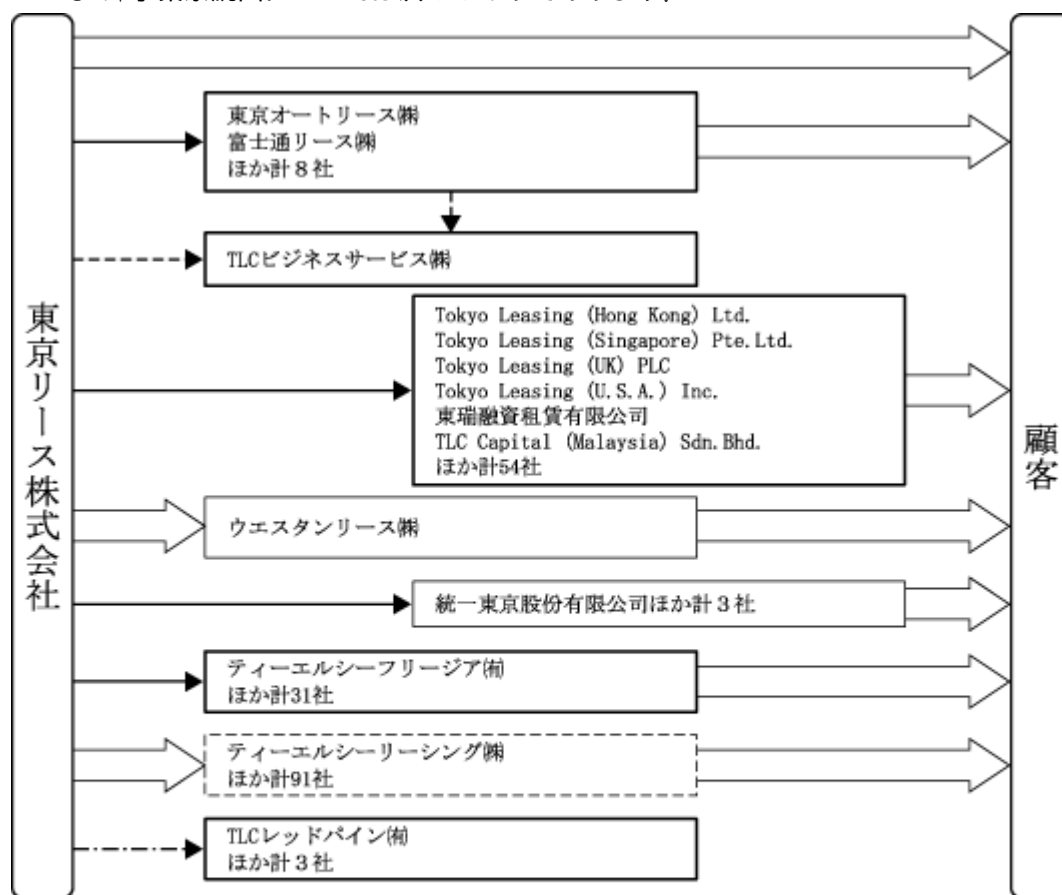 東京リース株式会社
東京オートリース㈱
富士通リース㈱
ほか計８社
TLCビジネスサービス㈱
Tokyo Leasing (Hong Kong) Ltd.
Tokyo Leasing (Singapore) Pte.Ltd.
Tokyo Leasing (UK) PLC
Tokyo Leasing (U.S.A.) Inc.
東瑞融資租賃有限公司
TLC Capital (Malaysia) Sdn.Bhd.
ほか計54社
ウエスタンリース㈱
統一東京股份有限公司ほか計３社
ティーエルシーフリージア㈲
ほか計31社
ティーエルシーリーシング㈱
ほか計91社
TLCレッドパイン㈲
ほか計３社
顧客